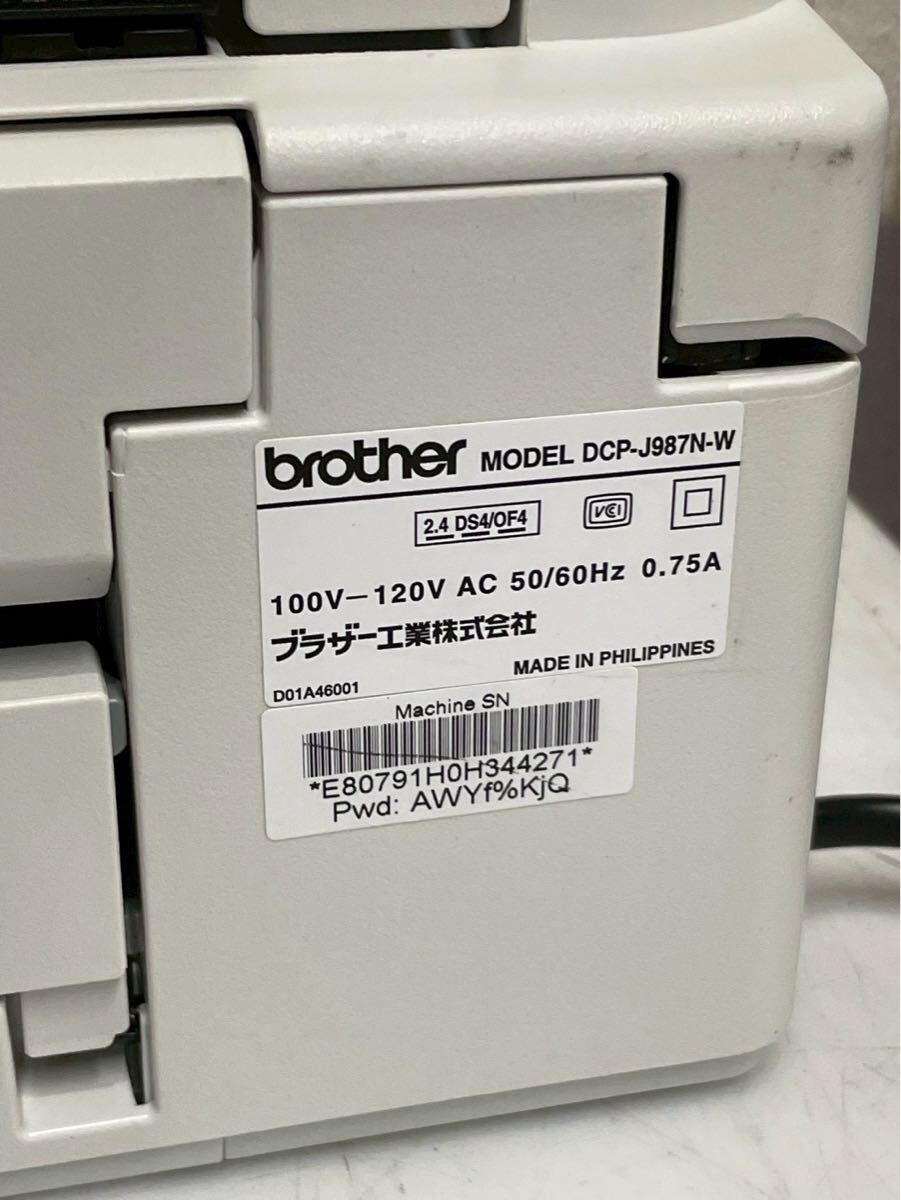 brother MODEL DCP-J987N-W
2.4 DS4/OF4
VCCI
100V－120V AC 50/60Hz 0.75A
ブラザー工業株式会社
MADE IN PHILIPPINES
D01A46001
Machine SN
*E80791H0H344271*
Pwd: AWYf%KjQ